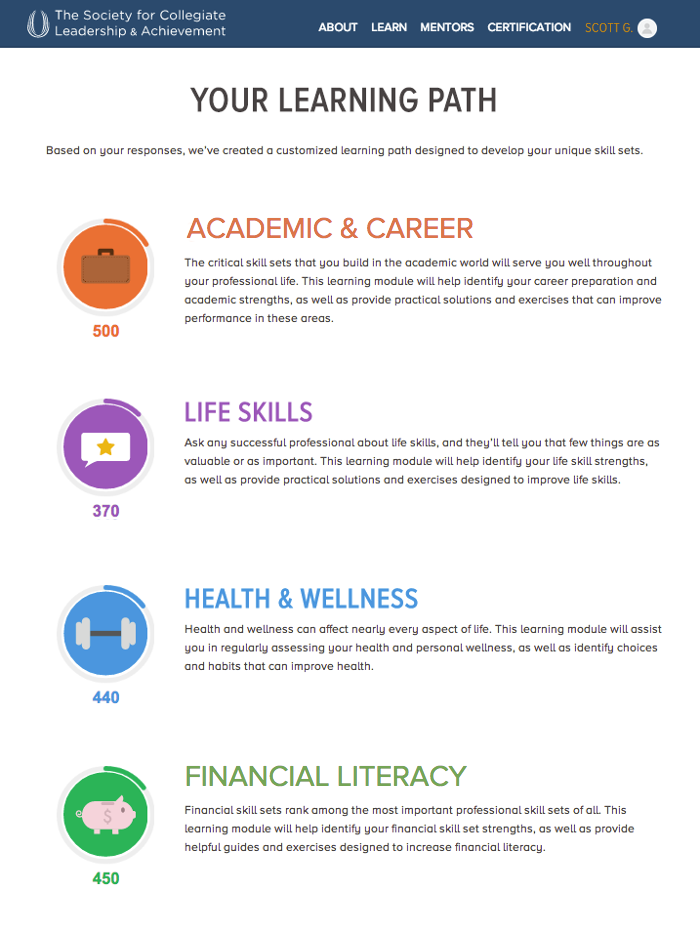 The Society for Collegiate
Leadership & Achievement
ABOUT LEARN MENTORS CERTIFICATION SCOTT G.
YOUR LEARNING PATH
Based on your responses, we've created a customized learning path designed to develop your unique skill sets.
ACADEMIC & CAREER
The critical skill sets that you build in the academic world will serve you well throughout
your professional life. This learning module will help identify your career preparation and
academic strengths, as well as provide practical solutions and exercises that can improve
performance in these areas.
500
LIFE SKILLS
Ask any successful professional about life skills, and they'll tell you that few things are as
valuable or as important. This learning module will help identify your life skill strengths,
as well as provide practical solutions and exercises designed to improve life skills.
370
HEALTH & WELLNESS
Health and wellness can affect nearly every aspect of life. This learning module will assist
you in regularly assessing your health and personal wellness, as well as identify choices
and habits that can improve health.
440
FINANCIAL LITERACY
Financial skill sets rank among the most important professional skill sets of all. This
learning module will help identify your financial skill set strengths, as well as provide
helpful guides and exercises designed to increase financial literacy.
$
450